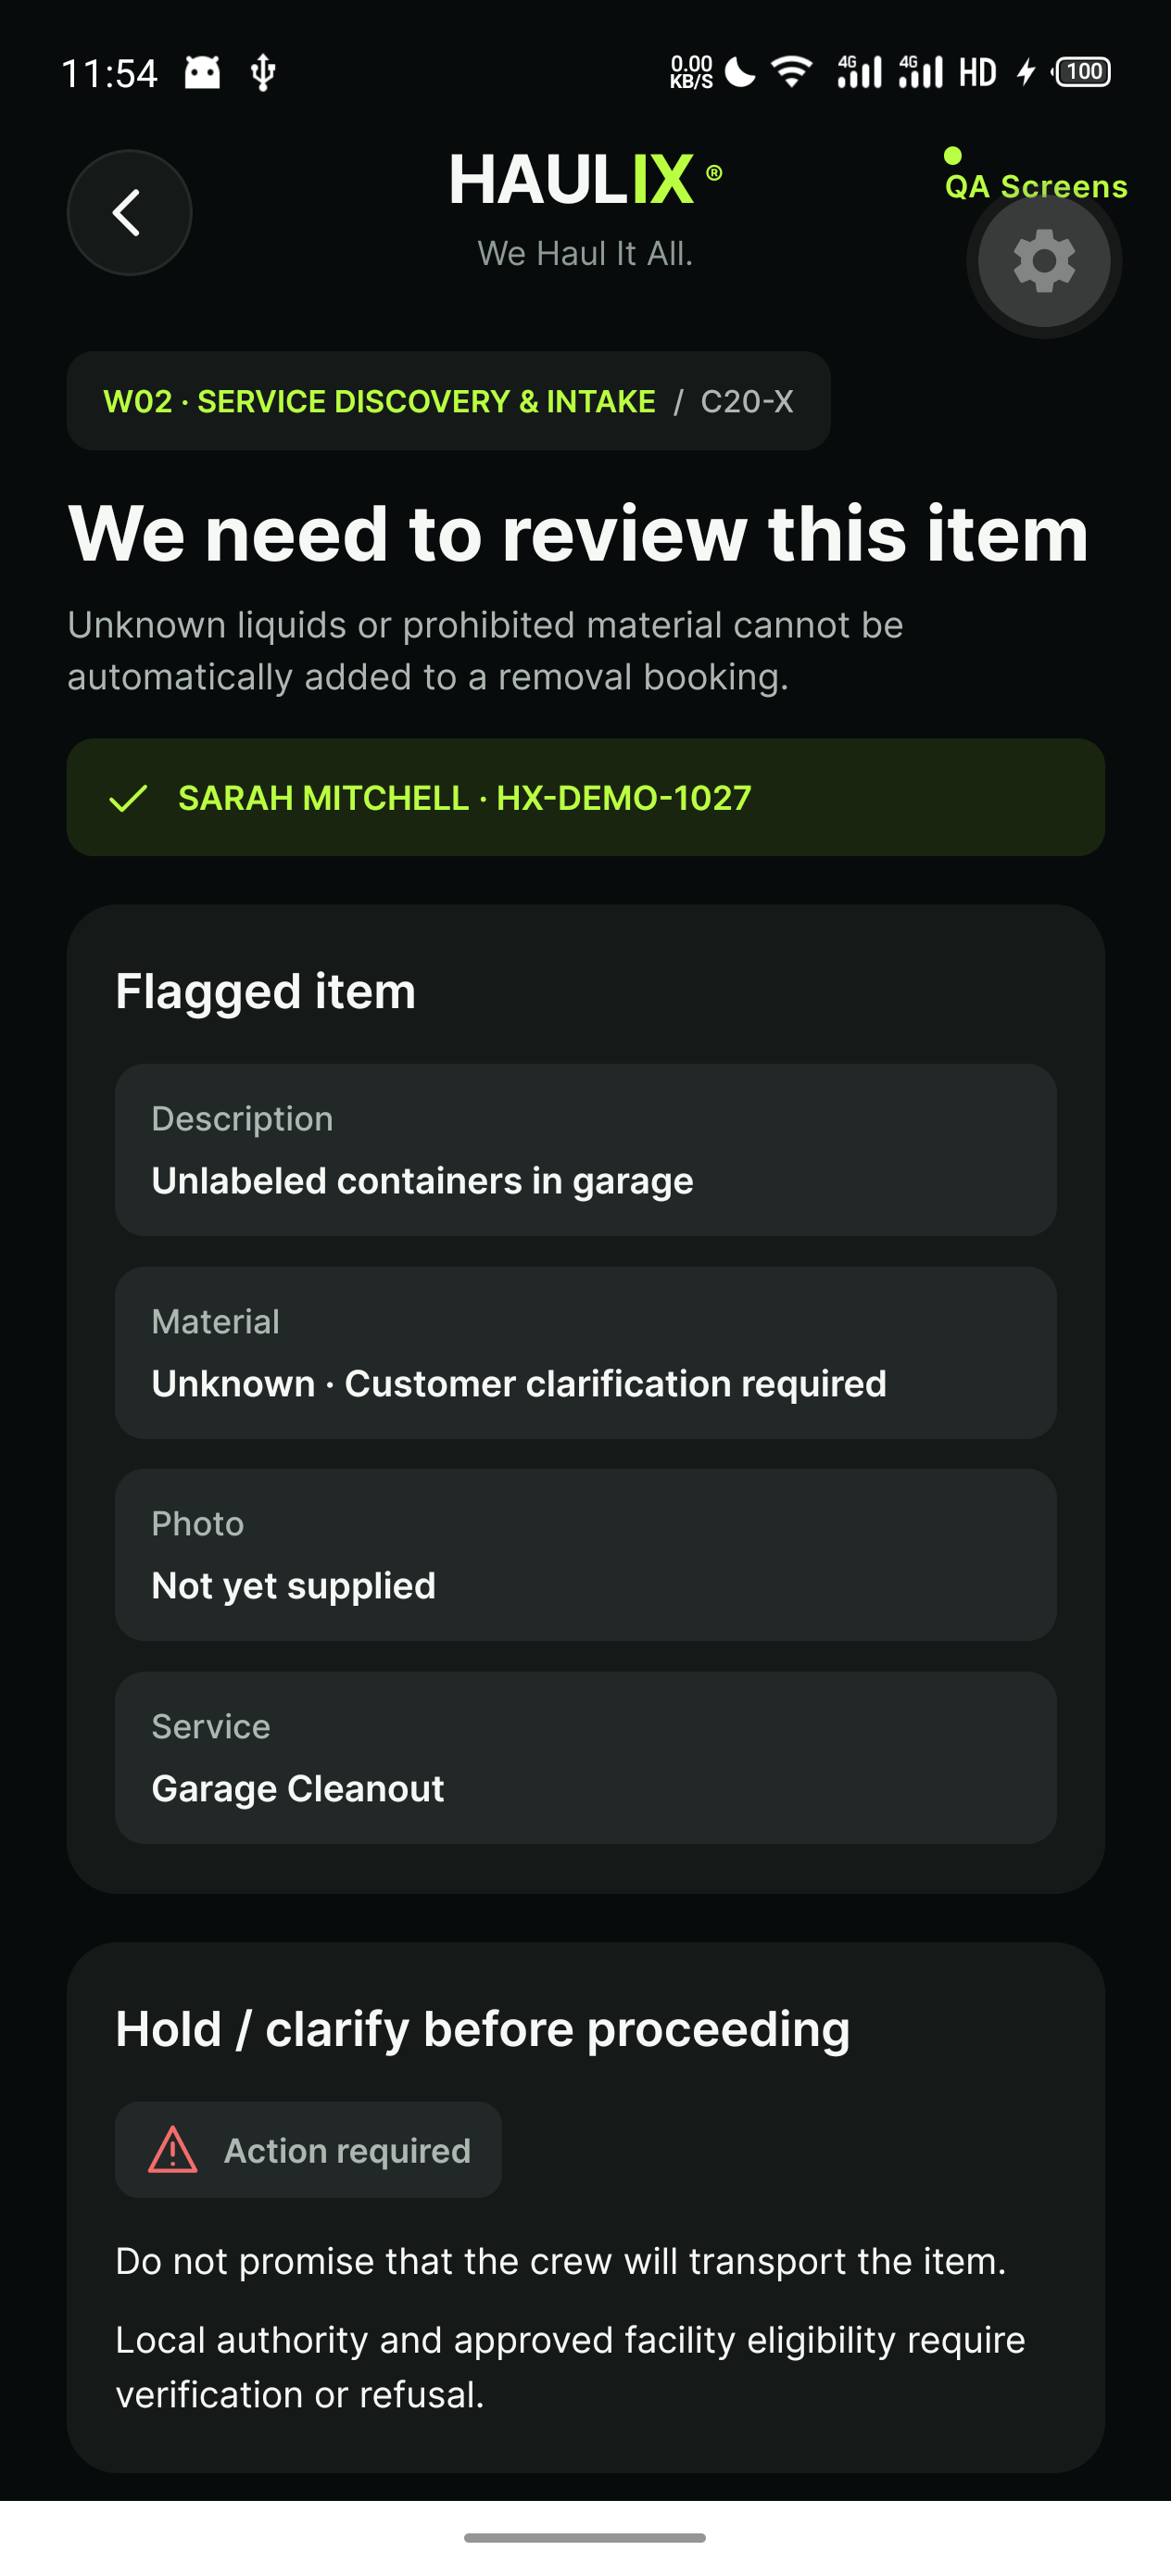 11:54
0.00
KB/S
4G
4G
HD
100
HAULIX®
We Haul It All.
QA Screens
W02 · SERVICE DISCOVERY & INTAKE / C20-X
We need to review this item
Unknown liquids or prohibited material cannot be
automatically added to a removal booking.
SARAH MITCHELL · HX-DEMO-1027
Flagged item
Description
Unlabeled containers in garage
Material
Unknown · Customer clarification required
Photo
Not yet supplied
Service
Garage Cleanout
Hold / clarify before proceeding
Action required
Do not promise that the crew will transport the item.
Local authority and approved facility eligibility require
verification or refusal.